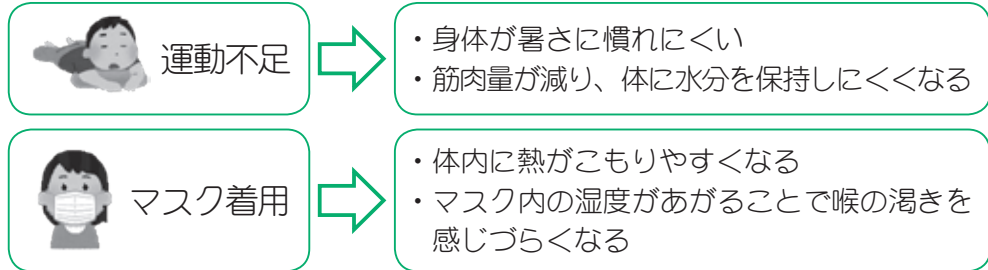 運動不足
・身体が暑さに慣れにくい
・筋肉量が減り、体に水分を保持しにくくなる
マスク着用
・体内に熱がこもりやすくなる
・マスク内の湿度があがることで喉の渇きを
感じづらくなる